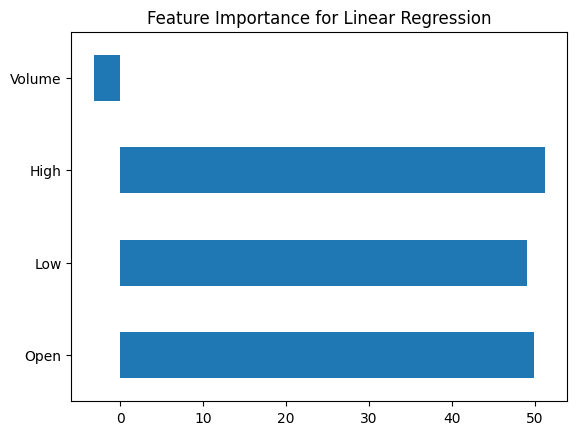 Feature Importance for Linear Regression
Volume
High
Low
Open
0 10 20 30 40 50